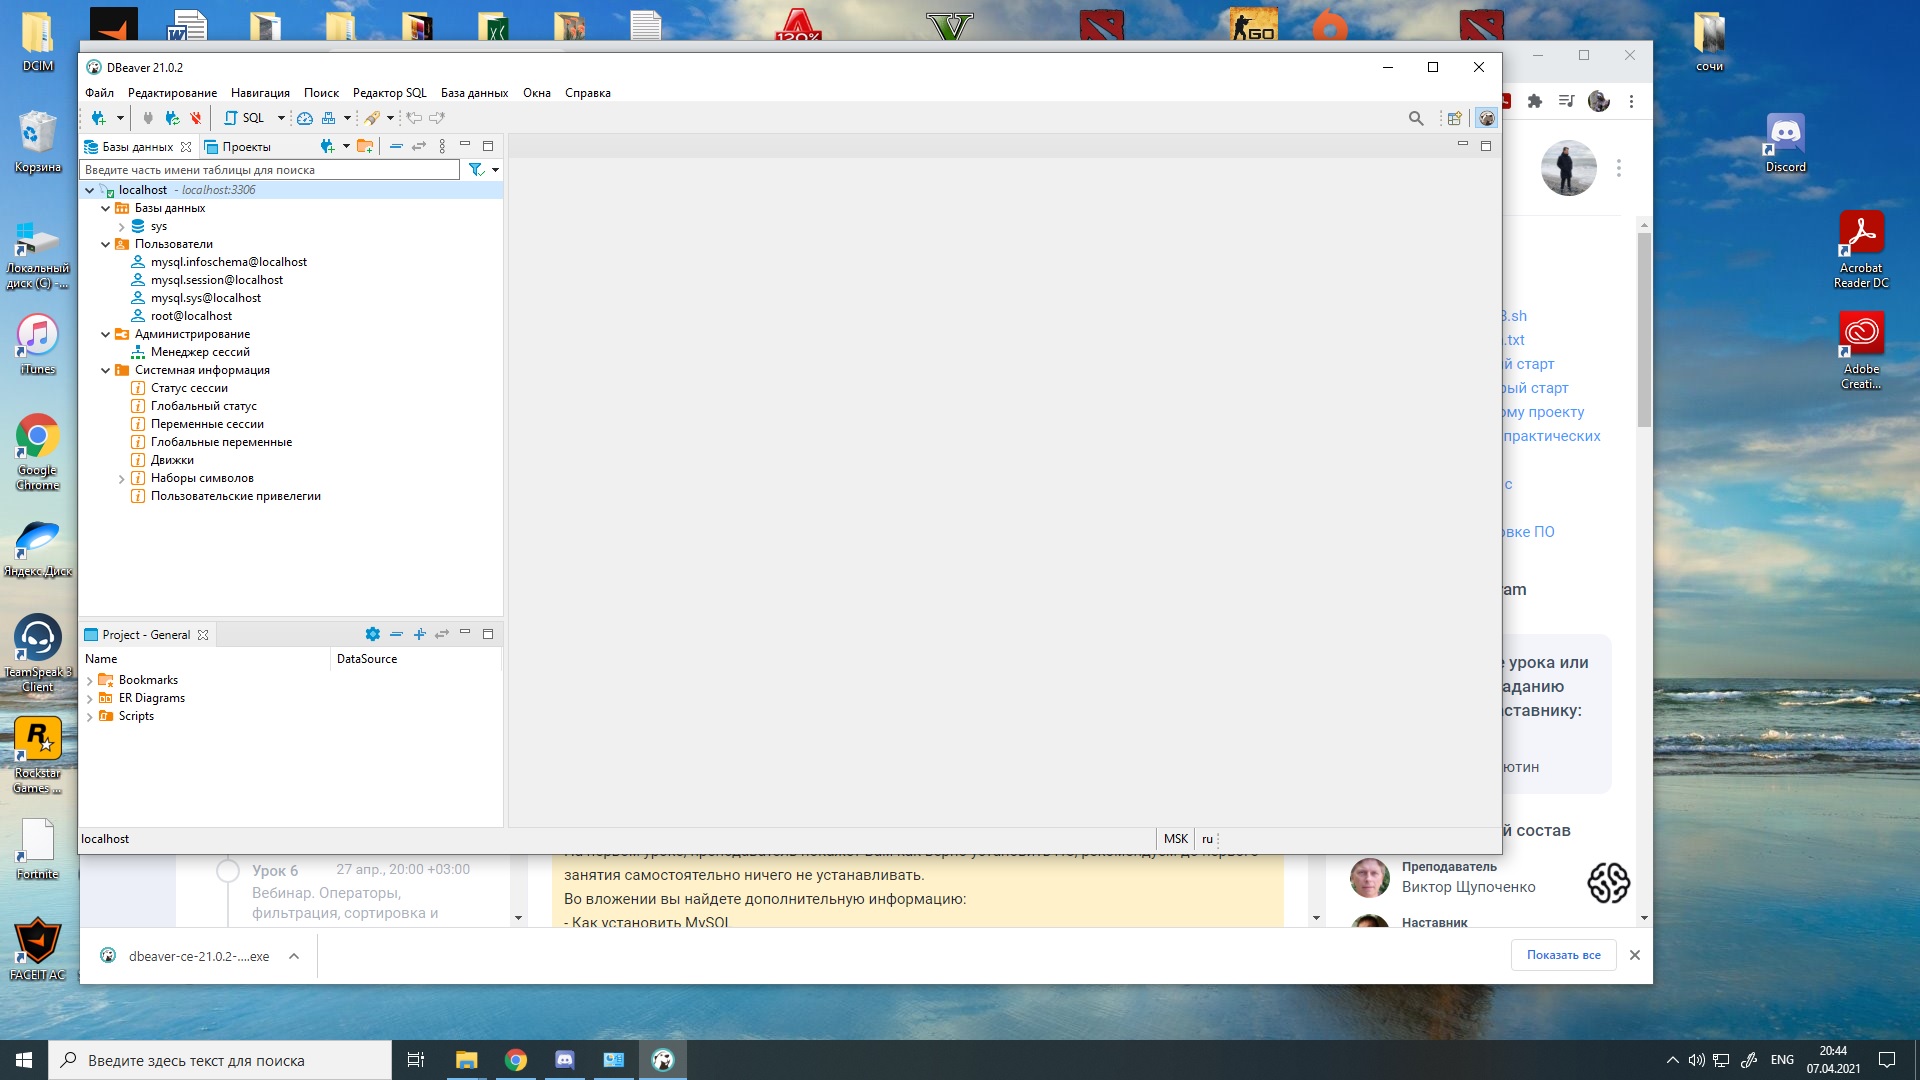 DCIM
Корзина
Локальный
диск (C) -...
iTunes
Google
Chrome
Яндекс.Диск
TeamSpeak 3
Client
Rockstar
Games ...
Fortnite
FACEIT AC
W
120%
V
GO
сочи
Discord
Acrobat
Reader DC
Adobe
Creati...
DBeaver 21.0.2
Файл Редактирование Навигация Поиск Редактор SQL База данных Окна Справка
SQL
Базы данных Проекты
Введите часть имени таблицы для поиска
localhost - localhost:3306
Базы данных
sys
Пользователи
mysql.infoschema@localhost
mysql.session@localhost
mysql.sys@localhost
root@localhost
Администрирование
Менеджер сессий
Системная информация
Статус сессии
Глобальный статус
Переменные сессии
Глобальные переменные
Движки
Наборы символов
Пользовательские привелегии
Project - General
Name DataSource
Bookmarks
ER Diagrams
Scripts
localhost MSK ru
3.sh
.txt
й старт
рый старт
ому проекту
практических
с
овке ПО
ram
е урока или
аданию
аставнику:
ютин
й состав
Преподаватель
Виктор Щупоченко
Наставник
Урок 6 27 апр., 20:00 +03:00
Вебинар. Операторы,
фильтрация, сортировка и
занятия самостоятельно ничего не устанавливать.
Во вложении вы найдете дополнительную информацию:
- Как установить MySQL
dbeaver-ce-21.0.2-....exe
Показать все
Введите здесь текст для поиска
ENG
20:44
07.04.2021